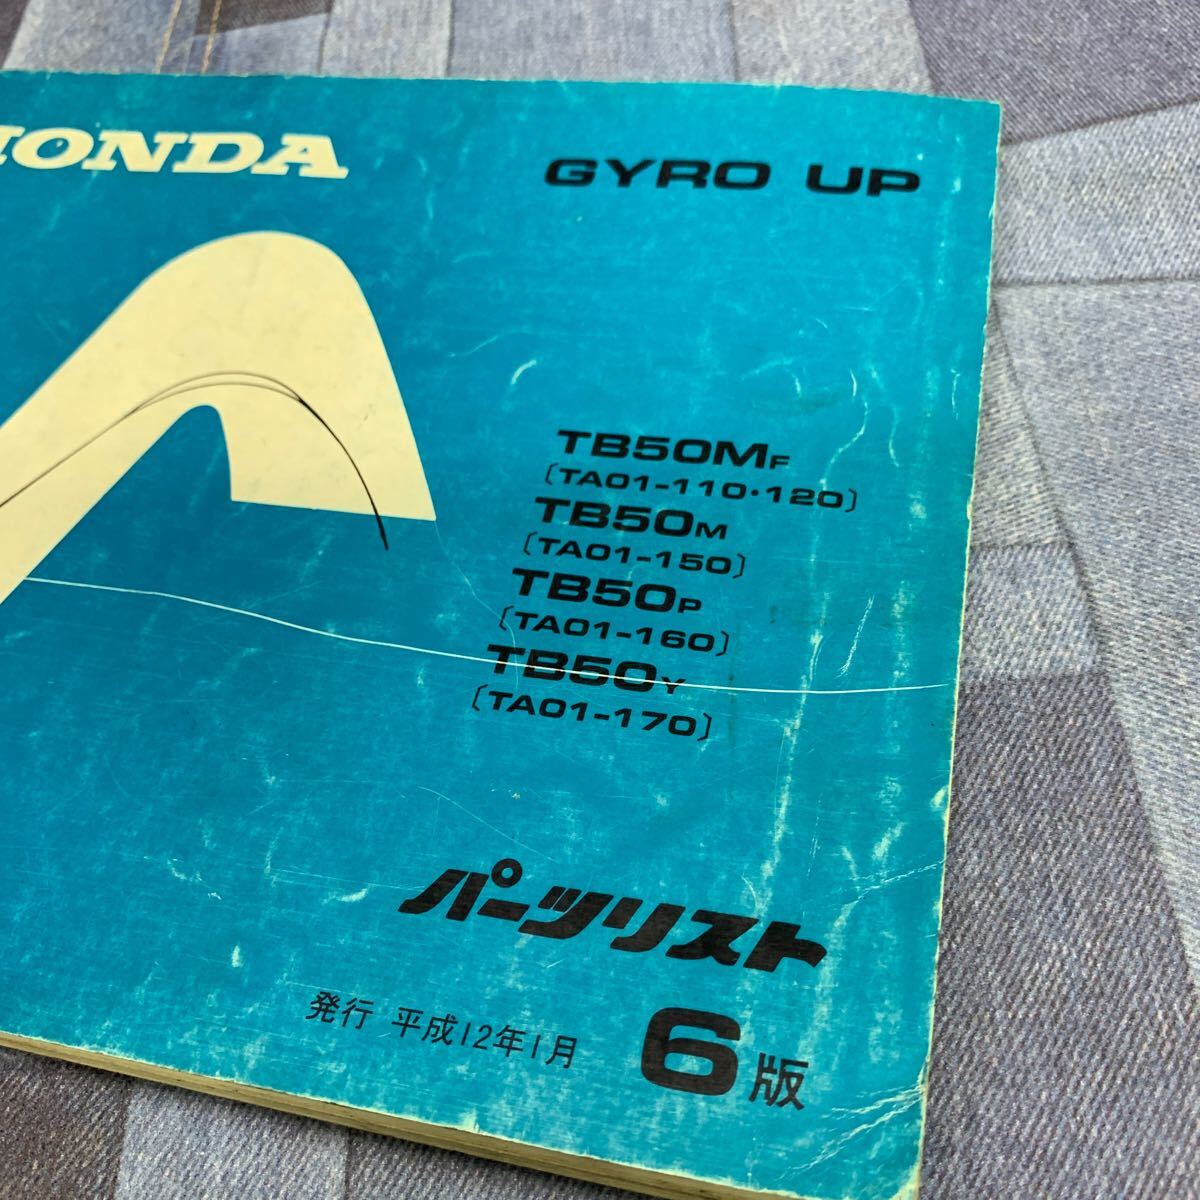 HONDA
GYRO UP
TB50MF
〔TA01-110・120〕
TB50M
〔TA01-150〕
TB50P
〔TA01-160〕
TB50Y
〔TA01-170〕
パーツリスト
発行 平成12年1月 6版